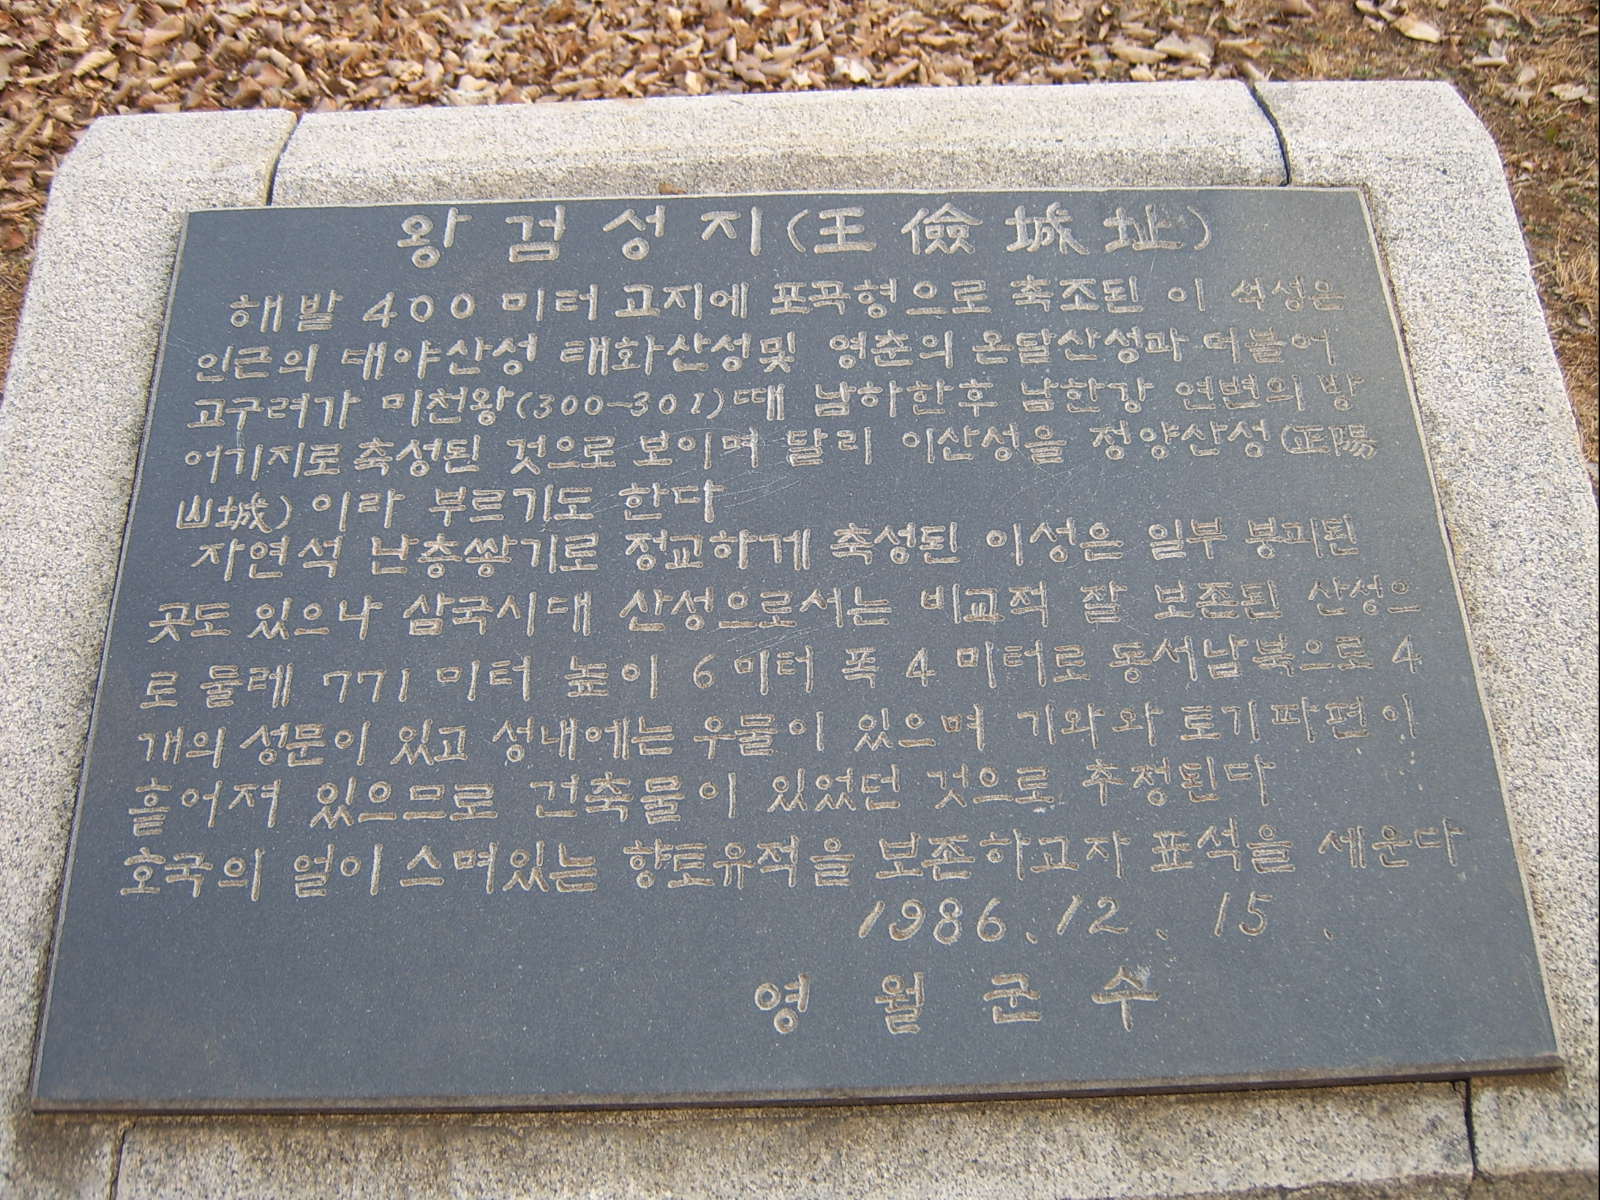 왕검성지(王儉城址)
해발 400 미터 고지에 포곡형으로 축조된 이 석성은
인근의 대야산성 태화산성및 영춘의 온달산성과 더불어
고구려가 미천왕(300-301)때 남하한후 남한강 연변의 방
어기지로 축성된 것으로 보이며 달리 이산성을 정양산성(正陽
山城)이라 부르기도 한다
자연석 난층쌓기로 정교하게 축성된 이성은 일부 붕괴된
곳도 있으나 삼국시대 산성으로서는 비교적 잘 보존된 산성으
로 물레 771 미터 높이 6 미터 폭 4 미터로 동서남북으로 4
개의 성문이 있고 성내에는 우물이 있으며 기와와 토기파편이
흩어져 있으므로 건축물이 있었던 것으로 추정된다
호국의 얼이 스며있는 향토유적을 보존하고자 표석을 세운다
1986. 12. 15.
영월군수